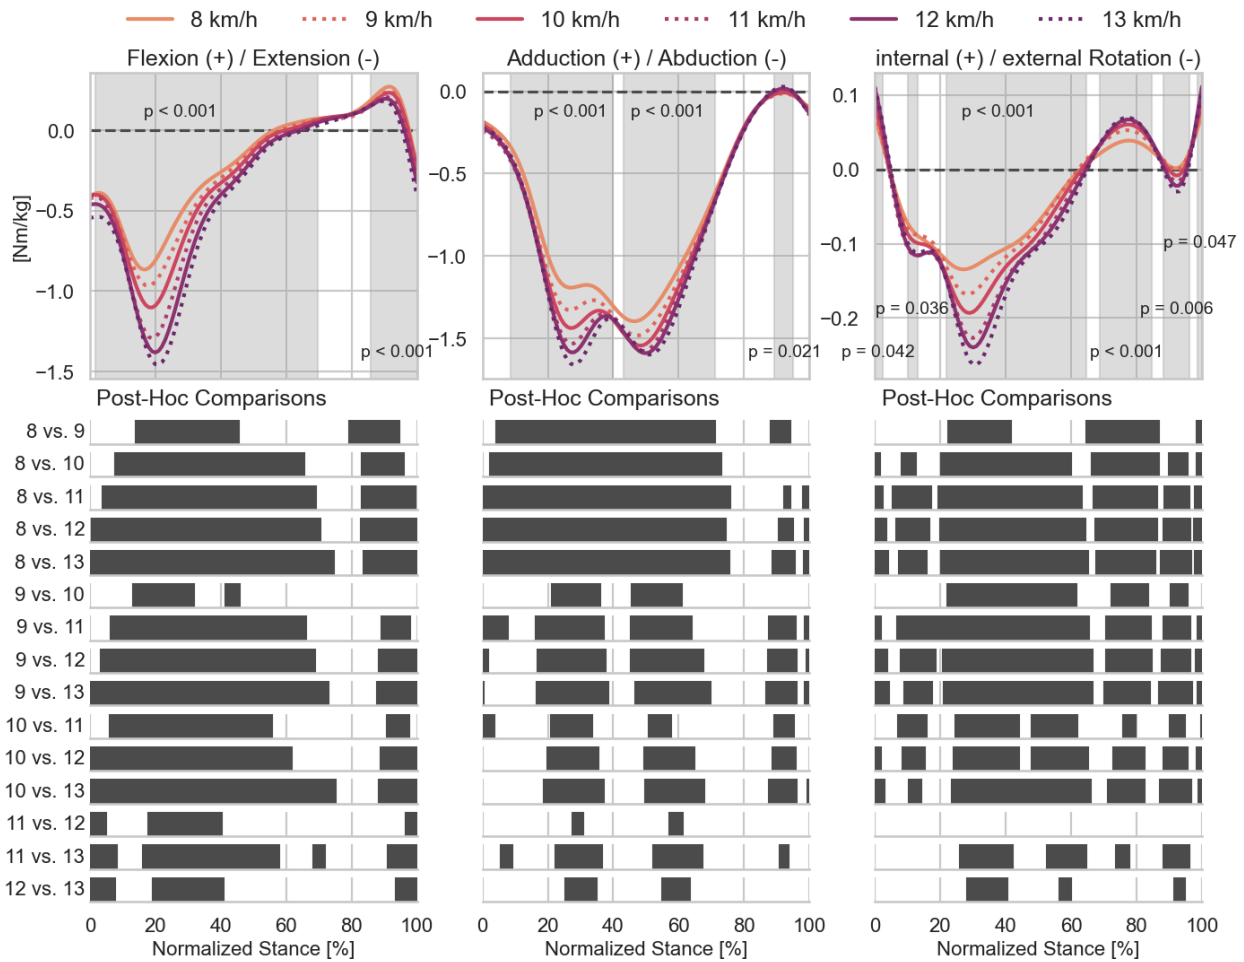 8 km/h 9 km/h 10 km/h 11 km/h 12 km/h 13 km/h
Flexion (+) / Extension (-) Adduction (+) / Abduction (-) internal (+) / external Rotation (-)
[Nm/kg]
0.0
−0.5
−1.0
−1.5
p < 0.001
p < 0.001
0.0
−0.5
−1.0
−1.5
p < 0.001 p < 0.001
p = 0.021
0.1
0.0
−0.1
−0.2
p < 0.001
p = 0.047
p = 0.036 p = 0.006
p = 0.042 p < 0.001
Post-Hoc Comparisons Post-Hoc Comparisons Post-Hoc Comparisons
8 vs. 9
8 vs. 10
8 vs. 11
8 vs. 12
8 vs. 13
9 vs. 10
9 vs. 11
9 vs. 12
9 vs. 13
10 vs. 11
10 vs. 12
10 vs. 13
11 vs. 12
11 vs. 13
12 vs. 13
0 20 40 60 80 100 0 20 40 60 80 100 0 20 40 60 80 100
Normalized Stance [%] Normalized Stance [%] Normalized Stance [%]